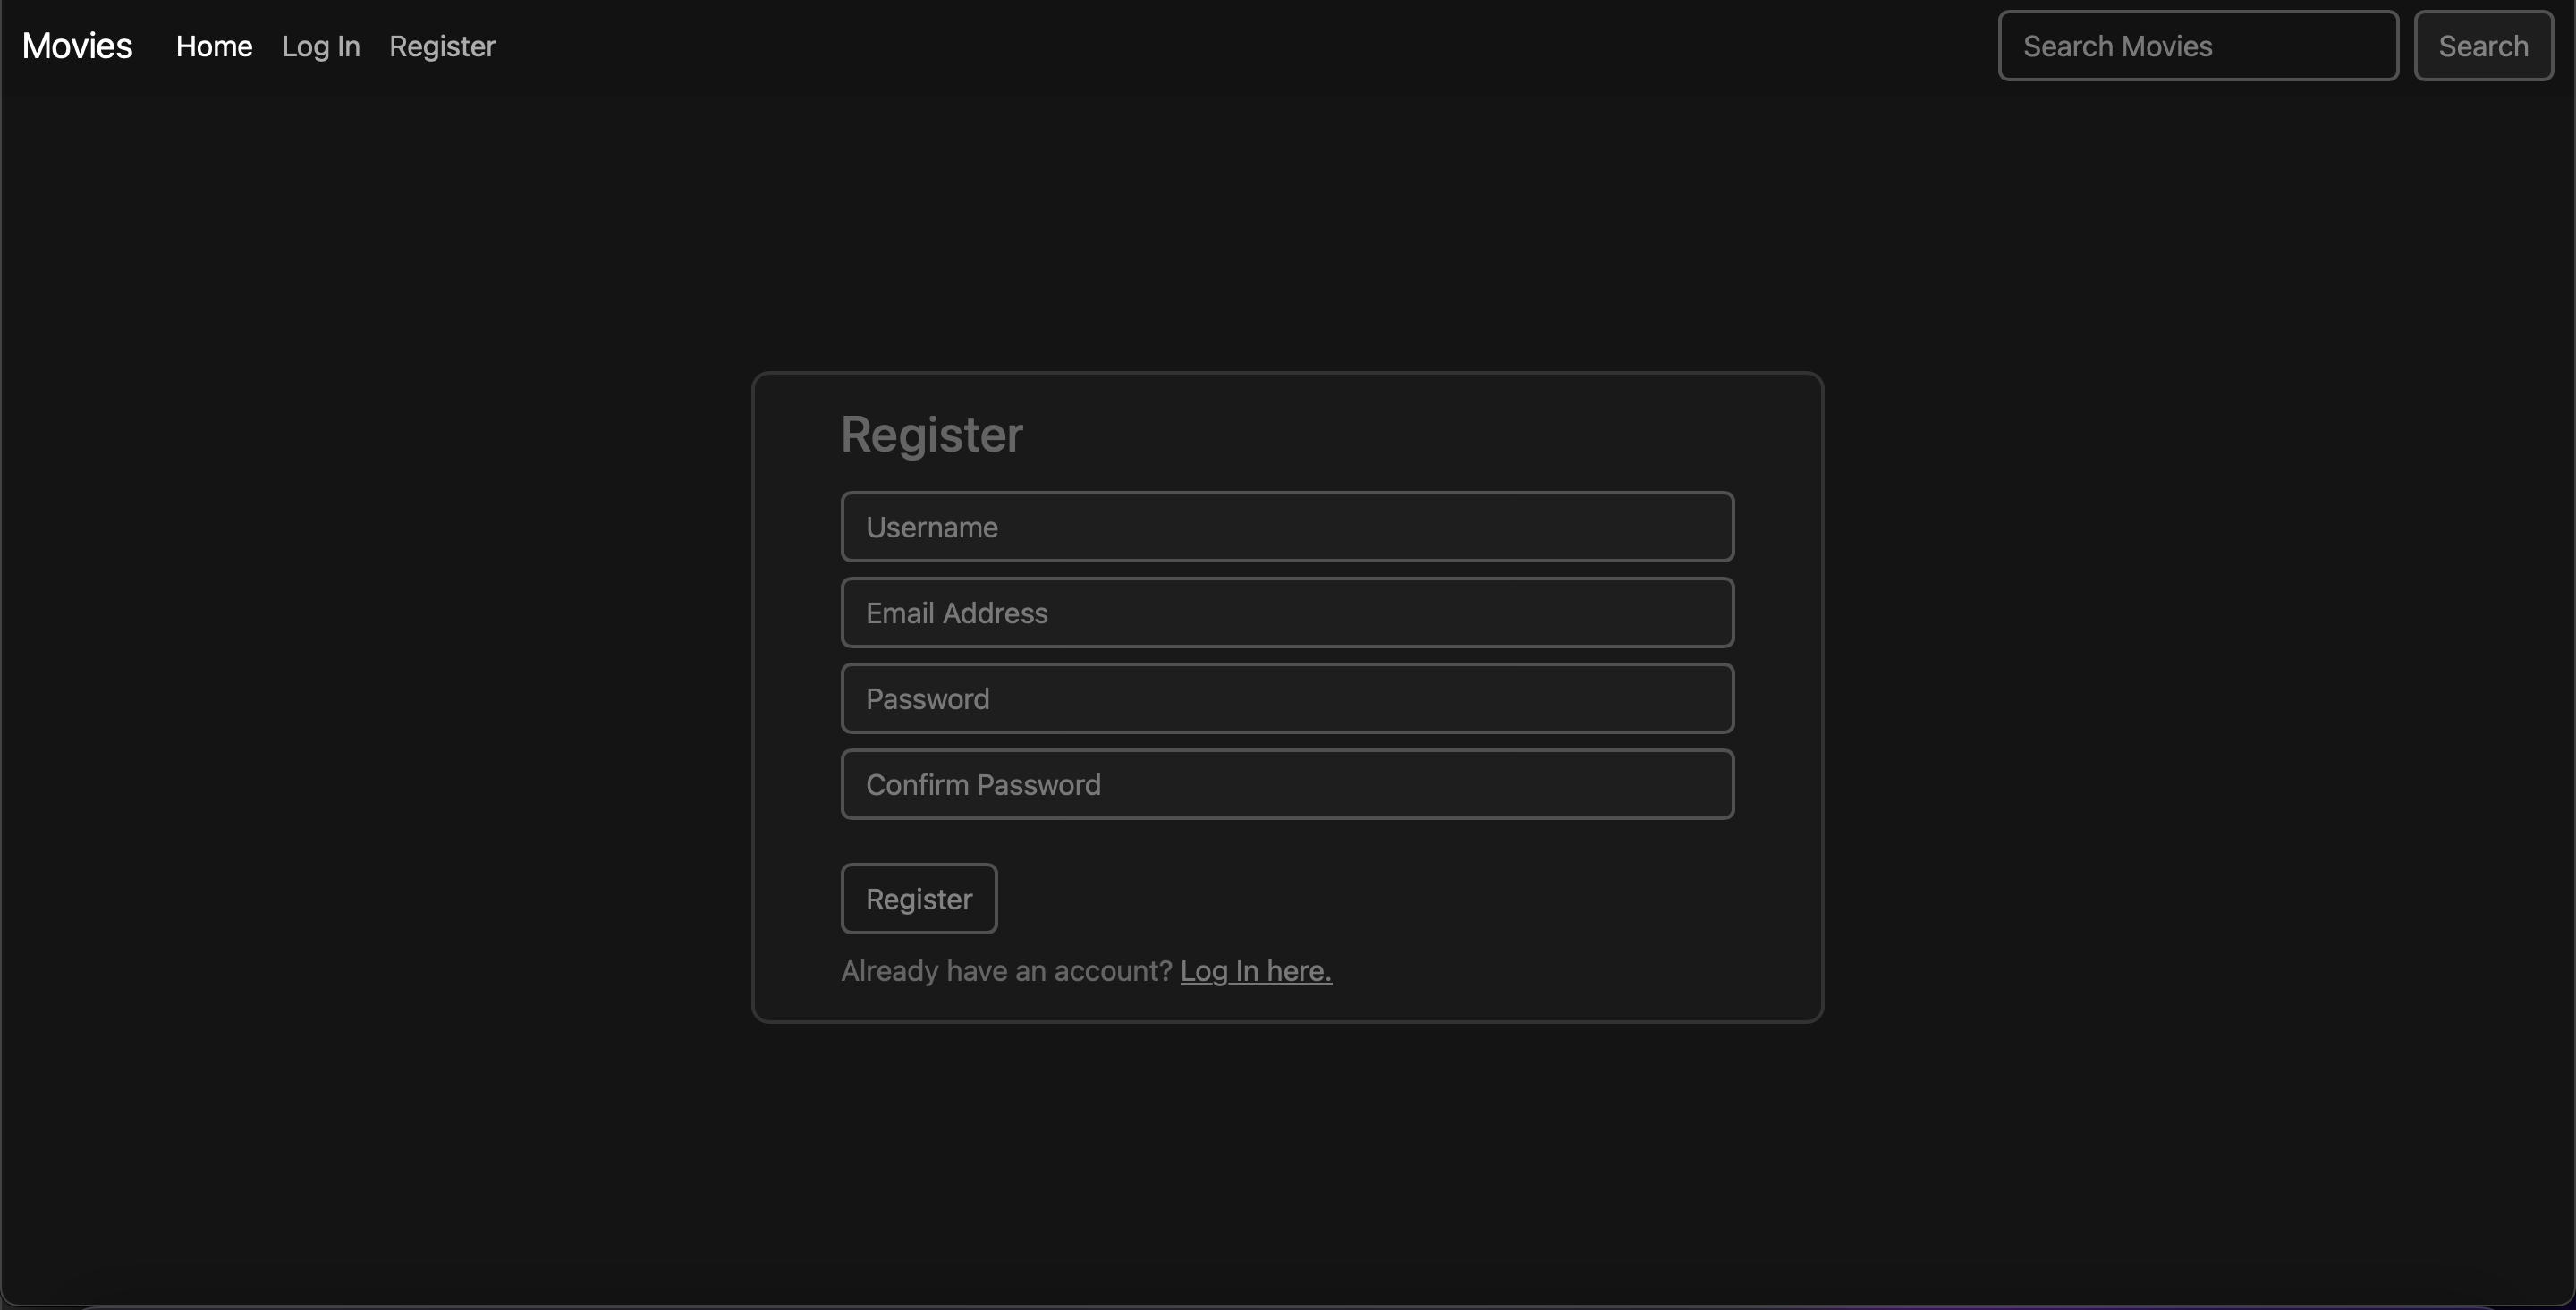 Movies Home Log In Register Search Movies Search
Register
Username
Email Address
Password
Confirm Password
Register
Already have an account? Log In here.